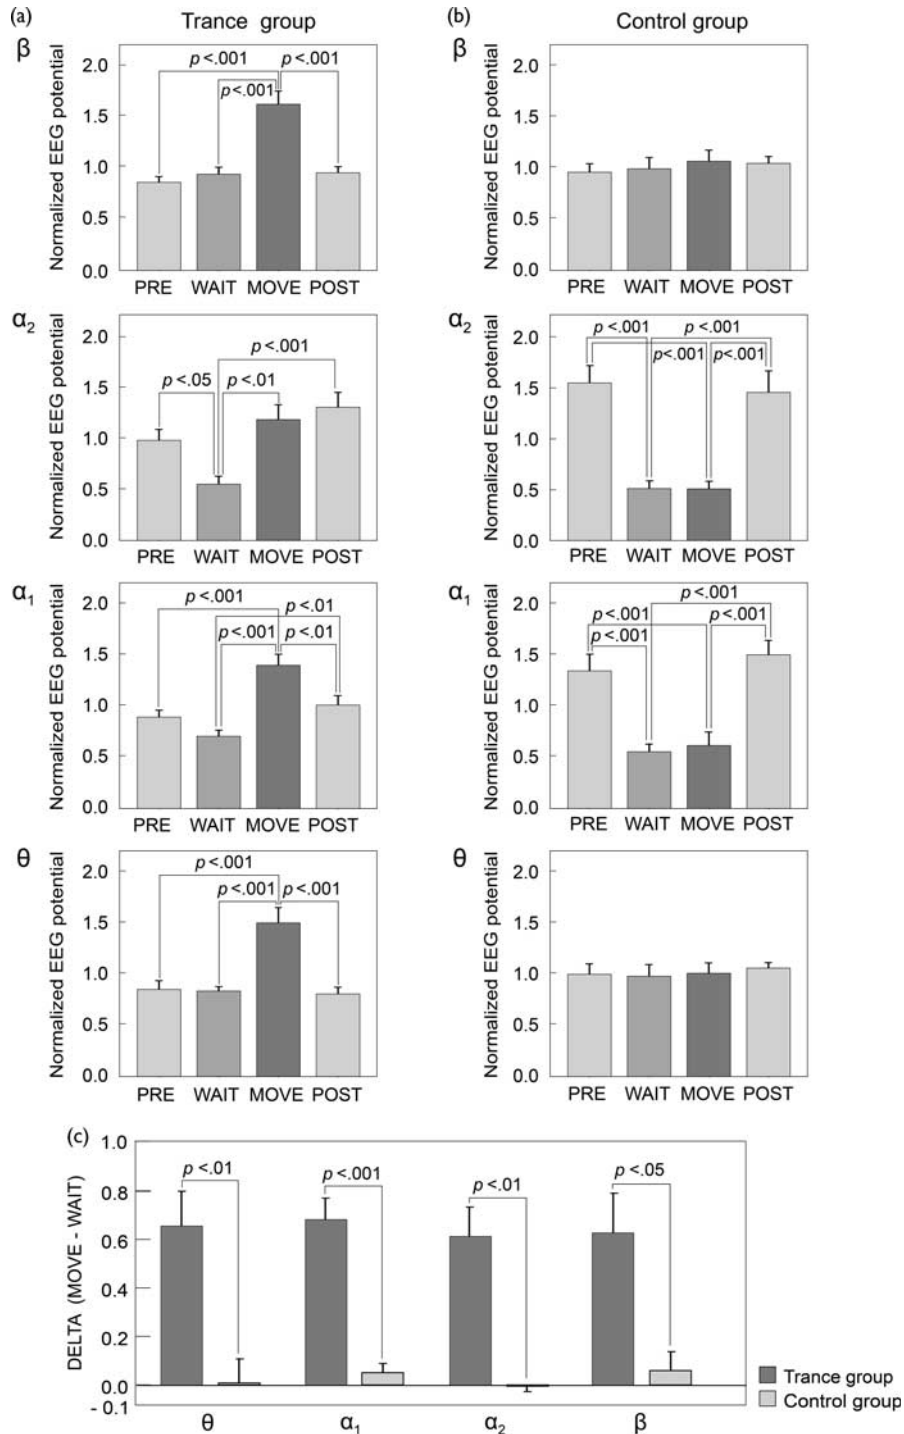 (a) Trance group
(b) Control group
β
Normalized EEG potential
2.0
1.5
1.0
0.5
0.0
p <.001
p <.001
p <.001
PRE WAIT MOVE POST
β
Normalized EEG potential
2.0
1.5
1.0
0.5
0.0
PRE WAIT MOVE POST
α2
Normalized EEG potential
2.0
1.5
1.0
0.5
0.0
p <.001
p <.05
p <.01
PRE WAIT MOVE POST
α2
Normalized EEG potential
2.0
1.5
1.0
0.5
0.0
p <.001
p <.001
p <.001
p <.001
PRE WAIT MOVE POST
α1
Normalized EEG potential
2.0
1.5
1.0
0.5
0.0
p <.001
p <.01
p <.001
p <.01
PRE WAIT MOVE POST
α1
Normalized EEG potential
2.0
1.5
1.0
0.5
0.0
p <.001
p <.001
p <.001
p <.001
PRE WAIT MOVE POST
θ
Normalized EEG potential
2.0
1.5
1.0
0.5
0.0
p <.001
p <.001
p <.001
PRE WAIT MOVE POST
θ
Normalized EEG potential
2.0
1.5
1.0
0.5
0.0
PRE WAIT MOVE POST
(c)
DELTA (MOVE - WAIT)
1.0
0.8
0.6
0.4
0.2
0.0
- 0.1
p <.01
p <.001
p <.01
p <.05
θ α1 α2 β
Trance group
Control group